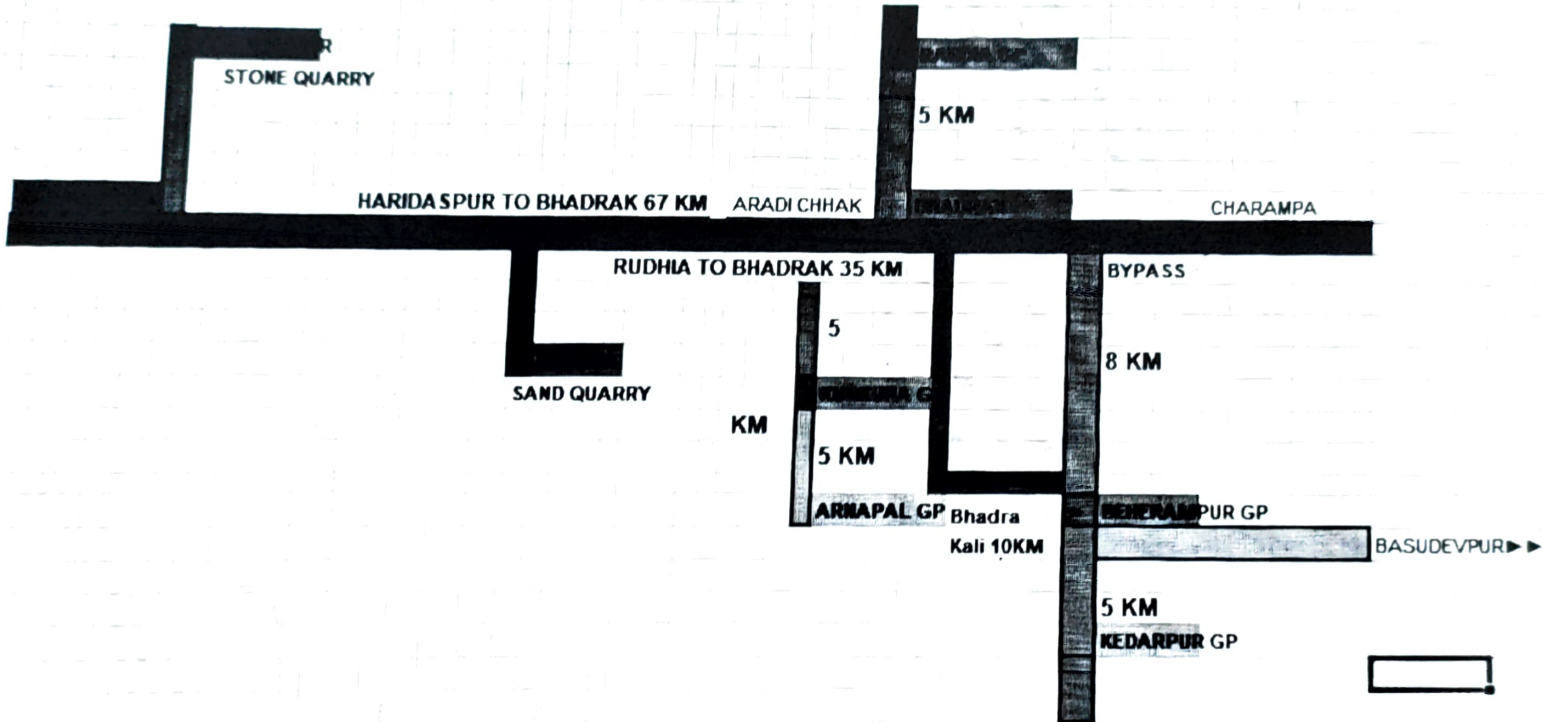 STONE QUARRY
5 KM
HARIDASPUR TO BHADRAK 67 KM
ARADI CHHAK
CHARAMPA
RUDHIA TO BHADRAK 35 KM
BYPASS
5
8 KM
SAND QUARRY
KM
5 KM
ARNAPAL GP
Bhadra
Kali 10KM
BEHERAMPUR GP
BASUDEVPUR►►
5 KM
KEDARPUR GP